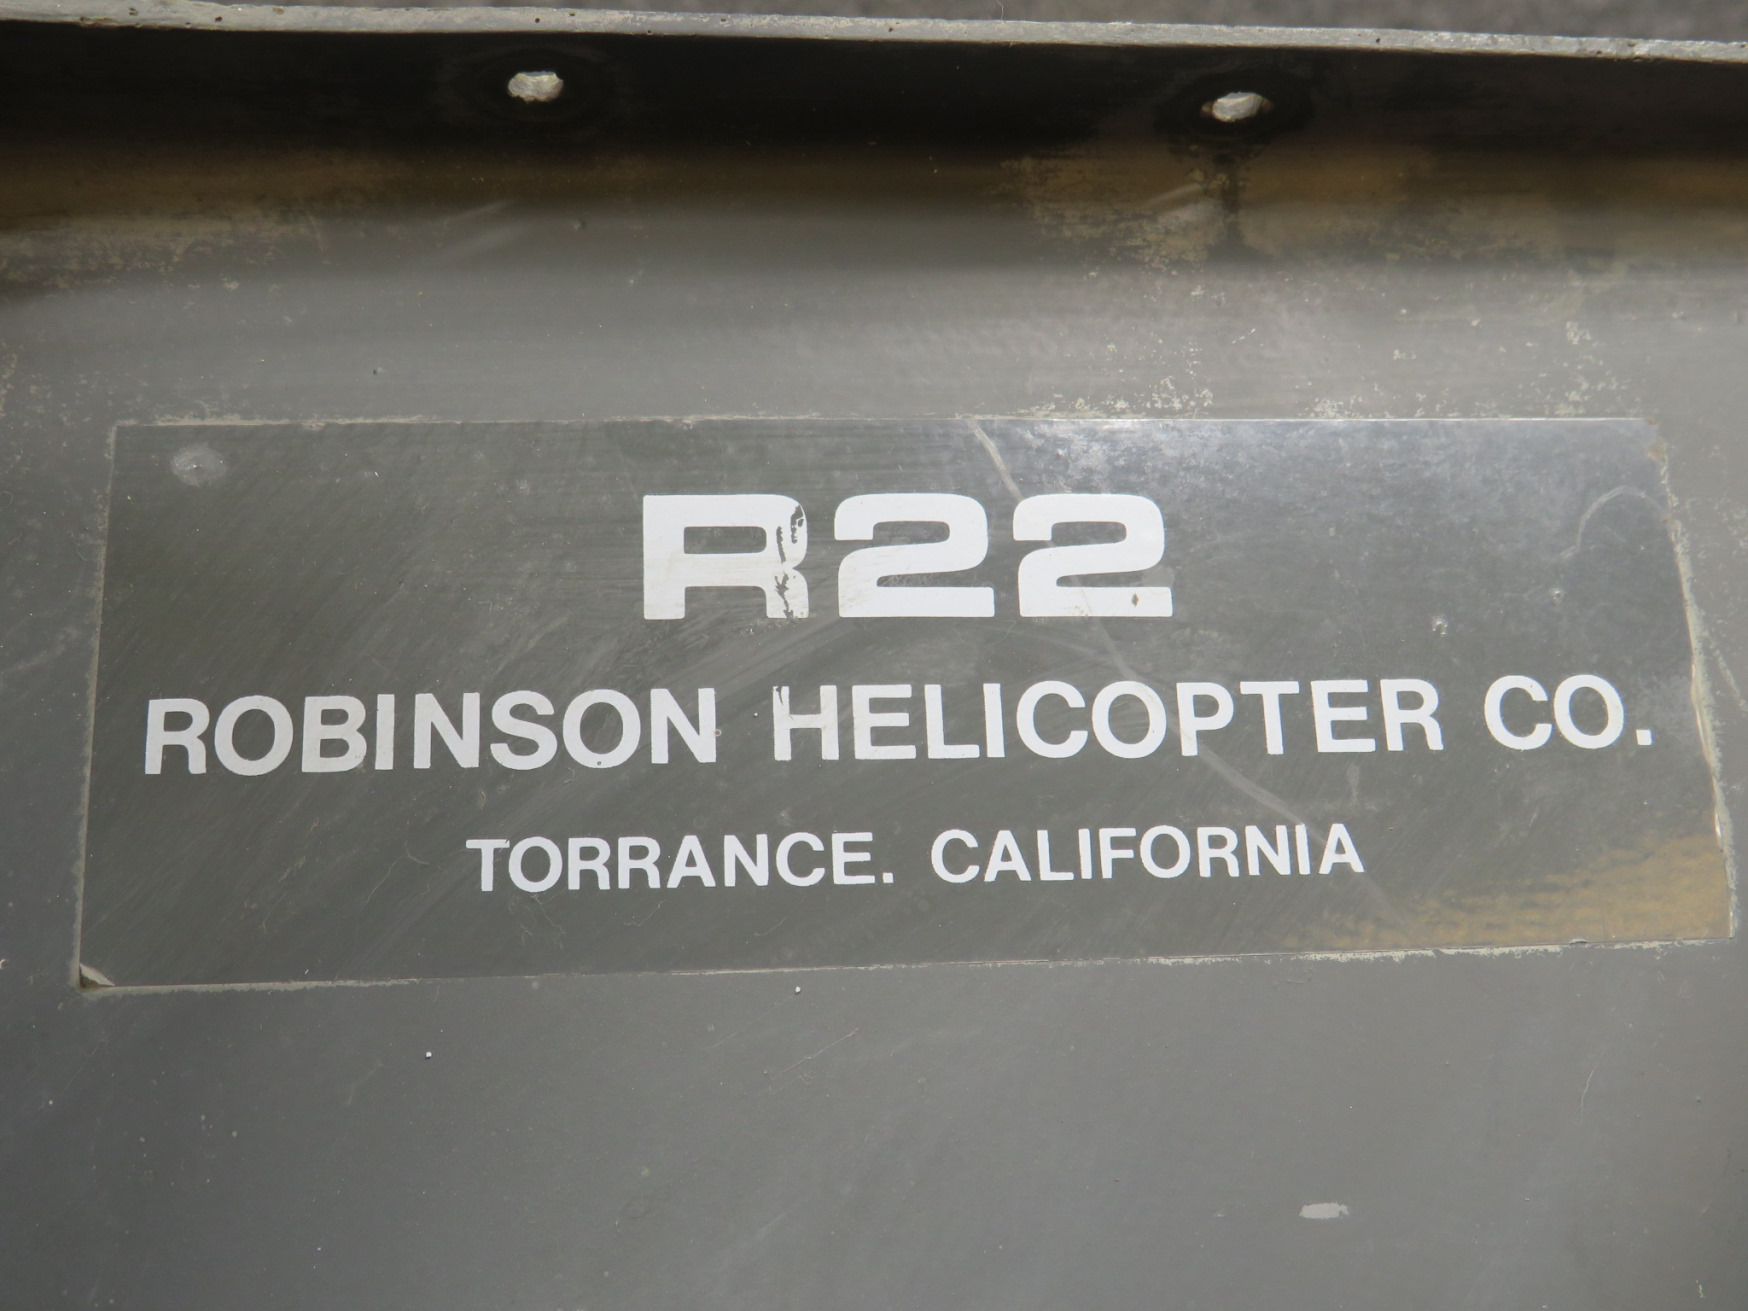 R22
ROBINSON HELICOPTER CO.
TORRANCE. CALIFORNIA